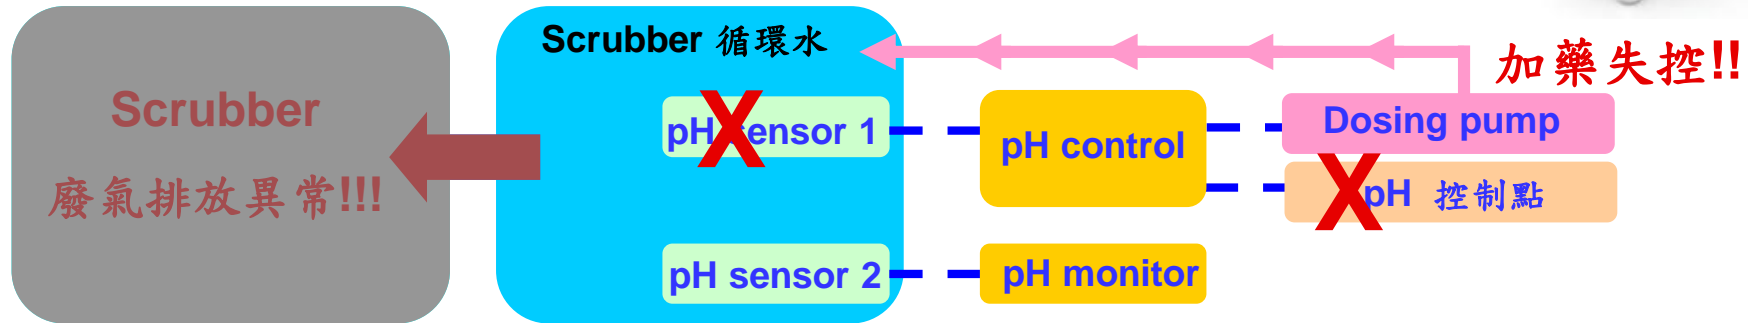 Scrubber 循環水
加藥失控!!
Scrubber
廢氣排放異常!!!
pH sensor 1
pH control
Dosing pump
pH 控制點
pH sensor 2
pH monitor